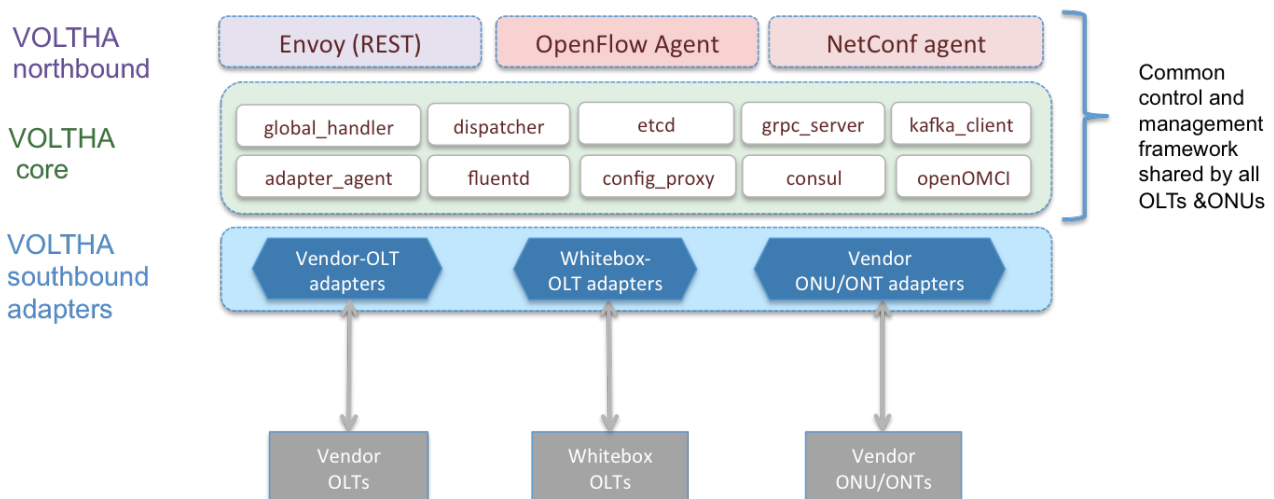 VOLTHA
northbound
Envoy (REST)
OpenFlow Agent
NetConf agent
VOLTHA
core
global_handler
dispatcher
etcd
grpc_server
kafka_client
adapter_agent
fluentd
config_proxy
consul
openOMCI
Common
control and
management
framework
shared by all
OLTs &ONUs
VOLTHA
southbound
adapters
Vendor-OLT
adapters
Whitebox-
OLT adapters
Vendor
ONU/ONT adapters
Vendor
OLTs
Whitebox
OLTs
Vendor
ONU/ONTs